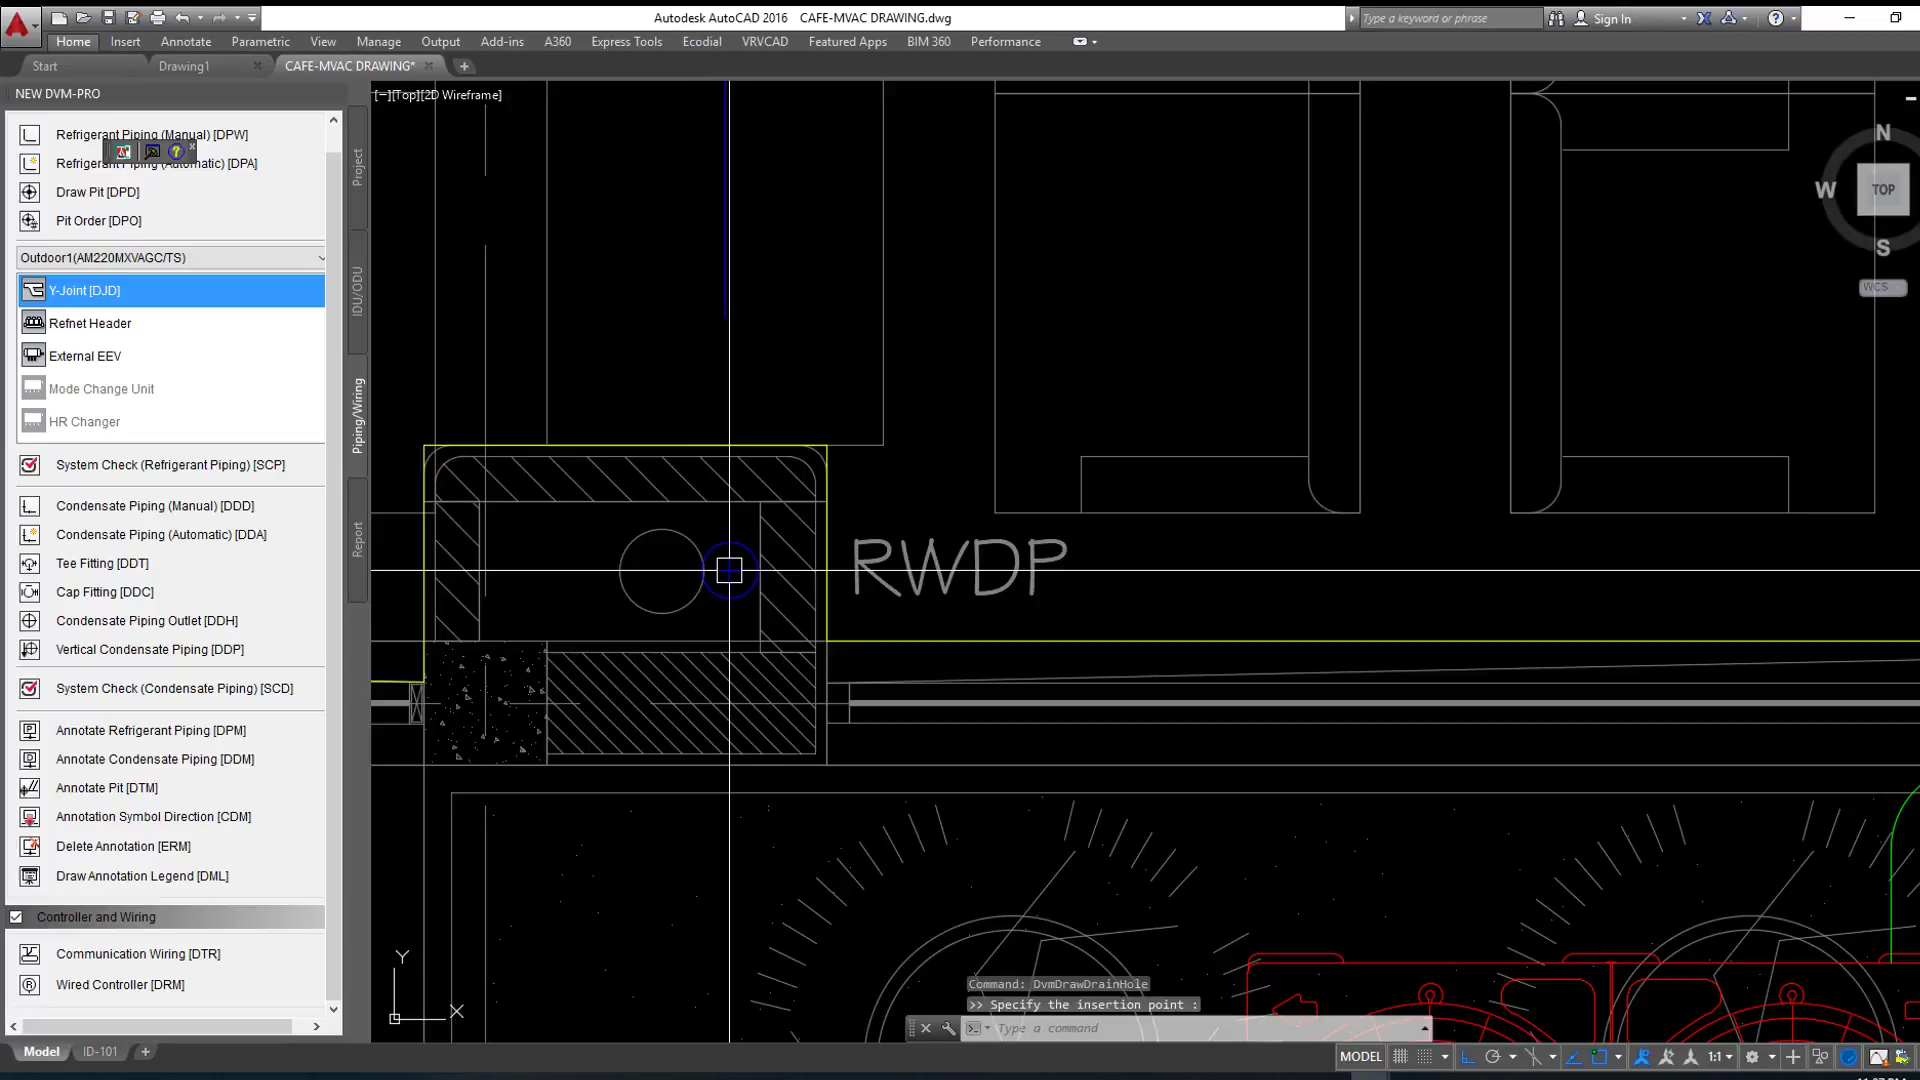 Autodesk AutoCAD 2016 CAFE-MVAC DRAWING.dwg
Type a keyword or phrase
Sign In
Home Insert Annotate Parametric View Manage Output Add-ins A360 Express Tools Ecodial VRVCAD Featured Apps BIM 360 Performance
Start Drawing1 CAFE-MVAC DRAWING*
NEW DVM-PRO
[−][Top][2D Wireframe]
Refrigerant Piping (Manual) [DPW]
Refrigerant Piping (Automatic) [DPA]
Draw Pit [DPD]
Pit Order [DPO]
Outdoor1(AM220MXVAGC/TS)
Y-Joint [DJD]
Refnet Header
External EEV
Mode Change Unit
HR Changer
System Check (Refrigerant Piping) [SCP]
Condensate Piping (Manual) [DDD]
Condensate Piping (Automatic) [DDA]
Tee Fitting [DDT]
Cap Fitting [DDC]
Condensate Piping Outlet [DDH]
Vertical Condensate Piping [DDP]
System Check (Condensate Piping) [SCD]
Annotate Refrigerant Piping [DPM]
Annotate Condensate Piping [DDM]
Annotate Pit [DTM]
Annotation Symbol Direction [CDM]
Delete Annotation [ERM]
Draw Annotation Legend [DML]
Controller and Wiring
Communication Wiring [DTR]
Wired Controller [DRM]
Project
IDU/ODU
Piping/Wiring
Report
N
W
TOP
S
WCS
RWDP
Y
X
Command: DvmDrawDrainHole
>> Specify the insertion point :
Type a command
Model ID-101
MODEL
1:1